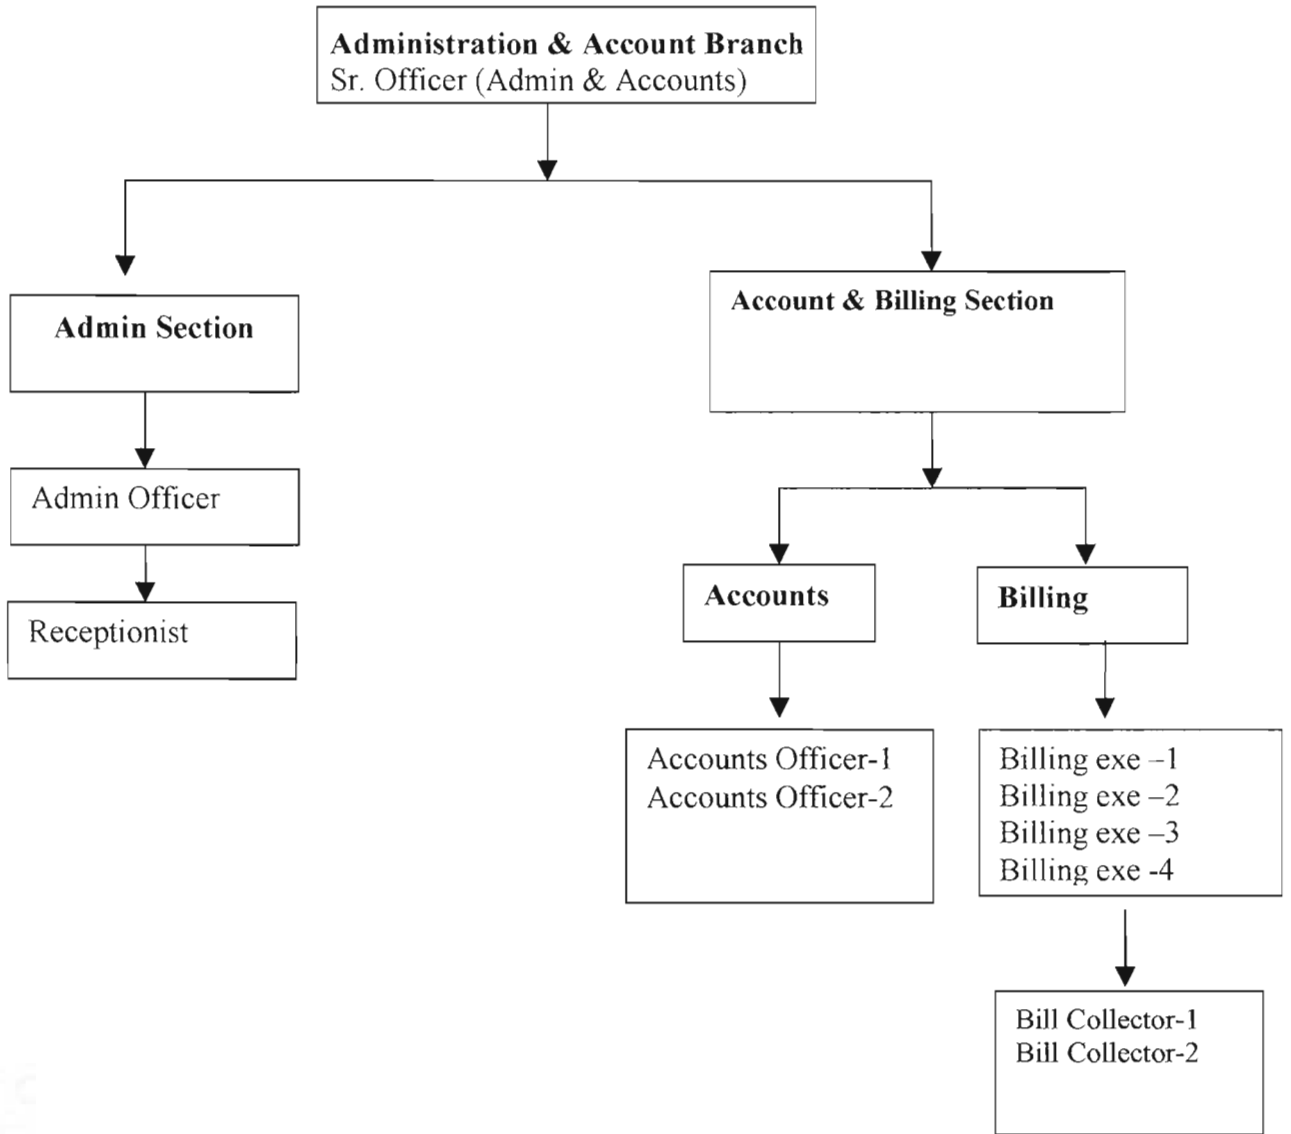 Administration & Account Branch
Sr. Officer (Admin & Accounts)
Admin Section
Account & Billing Section
Admin Officer
Receptionist
Accounts
Billing
Accounts Officer-1
Accounts Officer-2
Billing exe –1
Billing exe –2
Billing exe –3
Billing exe -4
Bill Collector-1
Bill Collector-2